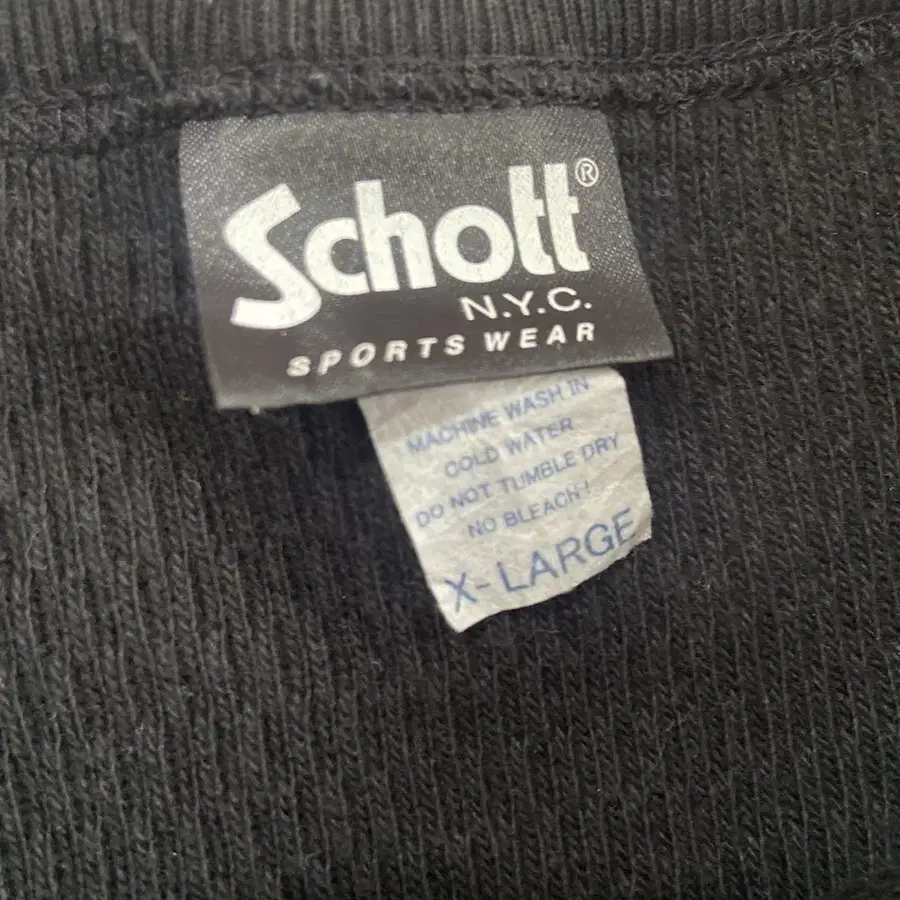 Schott®
N.Y.C.
SPORTS WEAR
MACHINE WASH IN
COLD WATER
DO NOT TUMBLE DRY
NO BLEACH!
X-LARGE